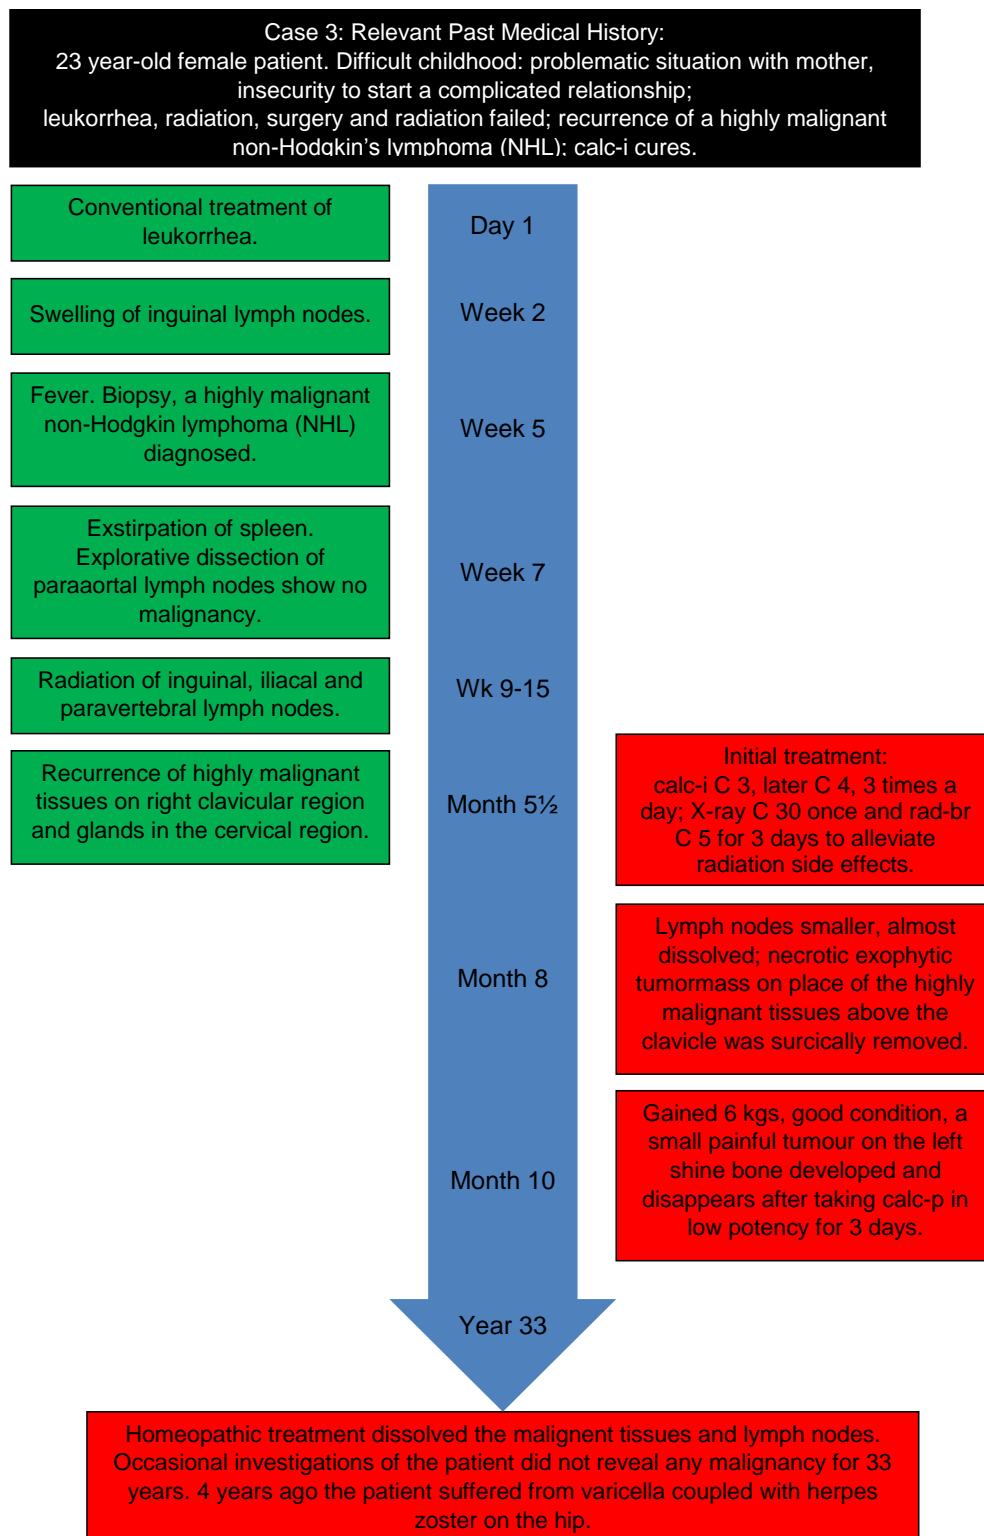 Case 3: Relevant Past Medical History:
23 year-old female patient. Difficult childhood: problematic situation with mother,
insecurity to start a complicated relationship;
leukorrhea, radiation, surgery and radiation failed; recurrence of a highly malignant
non-Hodgkin's lymphoma (NHL); calc-i cures.
Conventional treatment of
leukorrhea.
Day 1
Swelling of inguinal lymph nodes.
Week 2
Fever. Biopsy, a highly malignant
non-Hodgkin lymphoma (NHL)
diagnosed.
Week 5
Exstirpation of spleen.
Explorative dissection of
paraaortal lymph nodes show no
malignancy.
Week 7
Radiation of inguinal, iliacal and
paravertebral lymph nodes.
Wk 9-15
Recurrence of highly malignant
tissues on right clavicular region
and glands in the cervical region.
Month 5½
Initial treatment:
calc-i C 3, later C 4, 3 times a
day; X-ray C 30 once and rad-br
C 5 for 3 days to alleviate
radiation side effects.
Month 8
Lymph nodes smaller, almost
dissolved; necrotic exophytic
tumormass on place of the highly
malignant tissues above the
clavicle was surcically removed.
Month 10
Gained 6 kgs, good condition, a
small painful tumour on the left
shine bone developed and
disappears after taking calc-p in
low potency for 3 days.
Year 33
Homeopathic treatment dissolved the malignent tissues and lymph nodes.
Occasional investigations of the patient did not reveal any malignancy for 33
years. 4 years ago the patient suffered from varicella coupled with herpes
zoster on the hip.